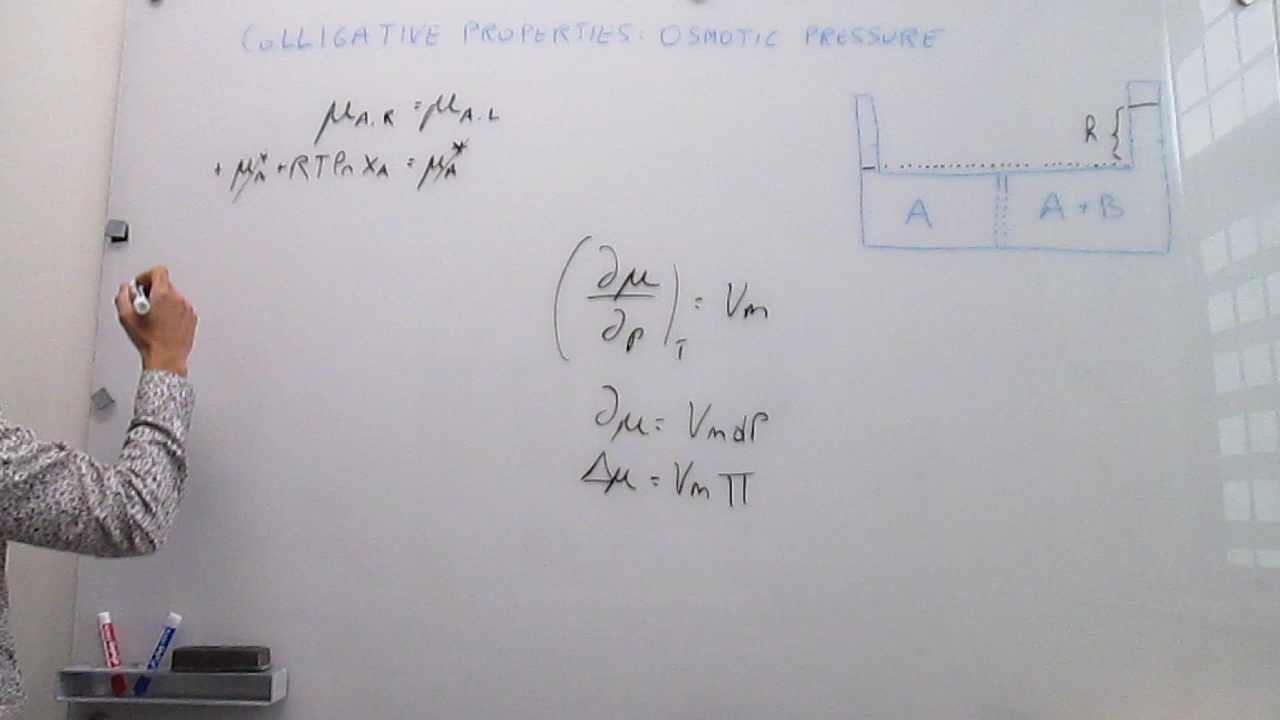 COLLIGATIVE PROPERTIES: OSMOTIC PRESSURE
μA,R = μA,L
+ μA* + RT ln xA = μA*
R
A
A + B
(∂μ/∂P)T = Vm
∂μ = Vm dP
Δμ = Vm Π